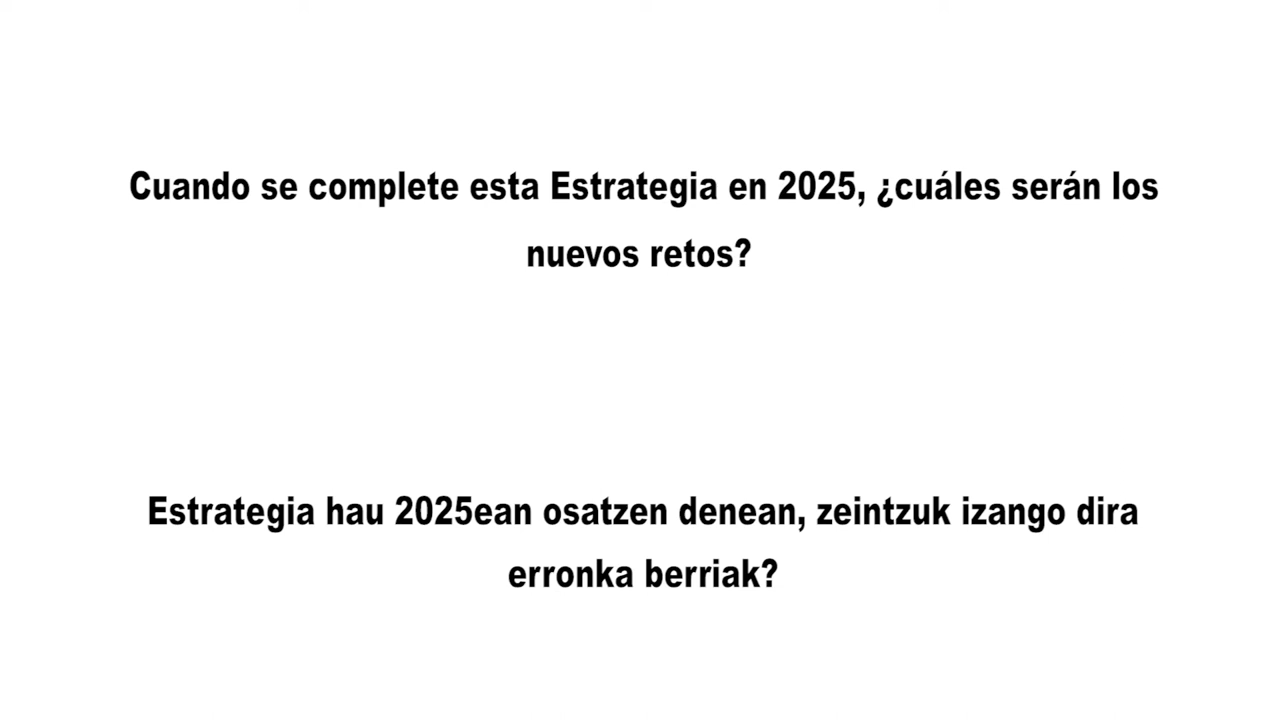 Cuando se complete esta Estrategia en 2025, ¿cuáles serán los
nuevos retos?
Estrategia hau 2025ean osatzen denean, zeintzuk izango dira
erronka berriak?